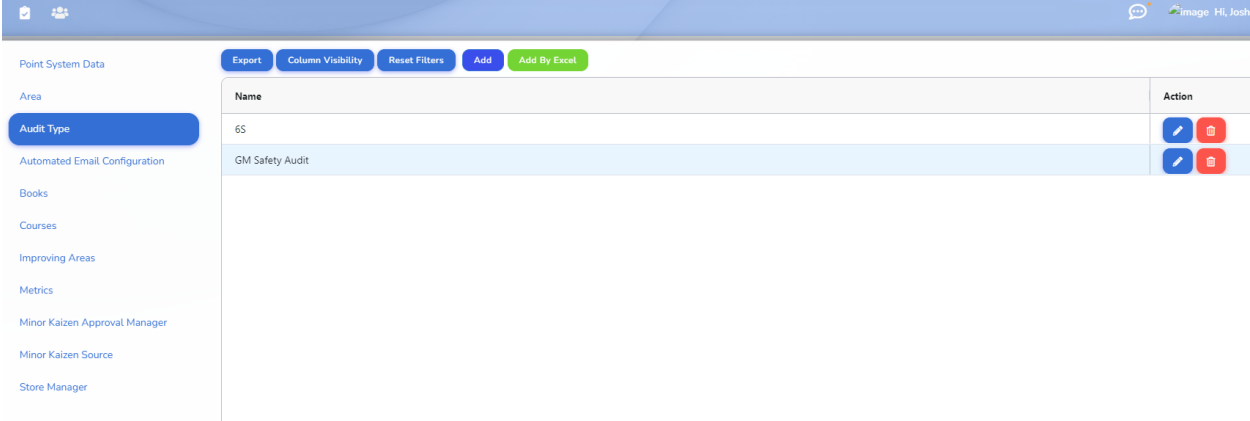 image Hi, Josh
Point System Data
Area
Audit Type
Automated Email Configuration
Books
Courses
Improving Areas
Metrics
Minor Kaizen Approval Manager
Minor Kaizen Source
Store Manager
Export Column Visibility Reset Filters Add Add By Excel
Name Action
6S
GM Safety Audit